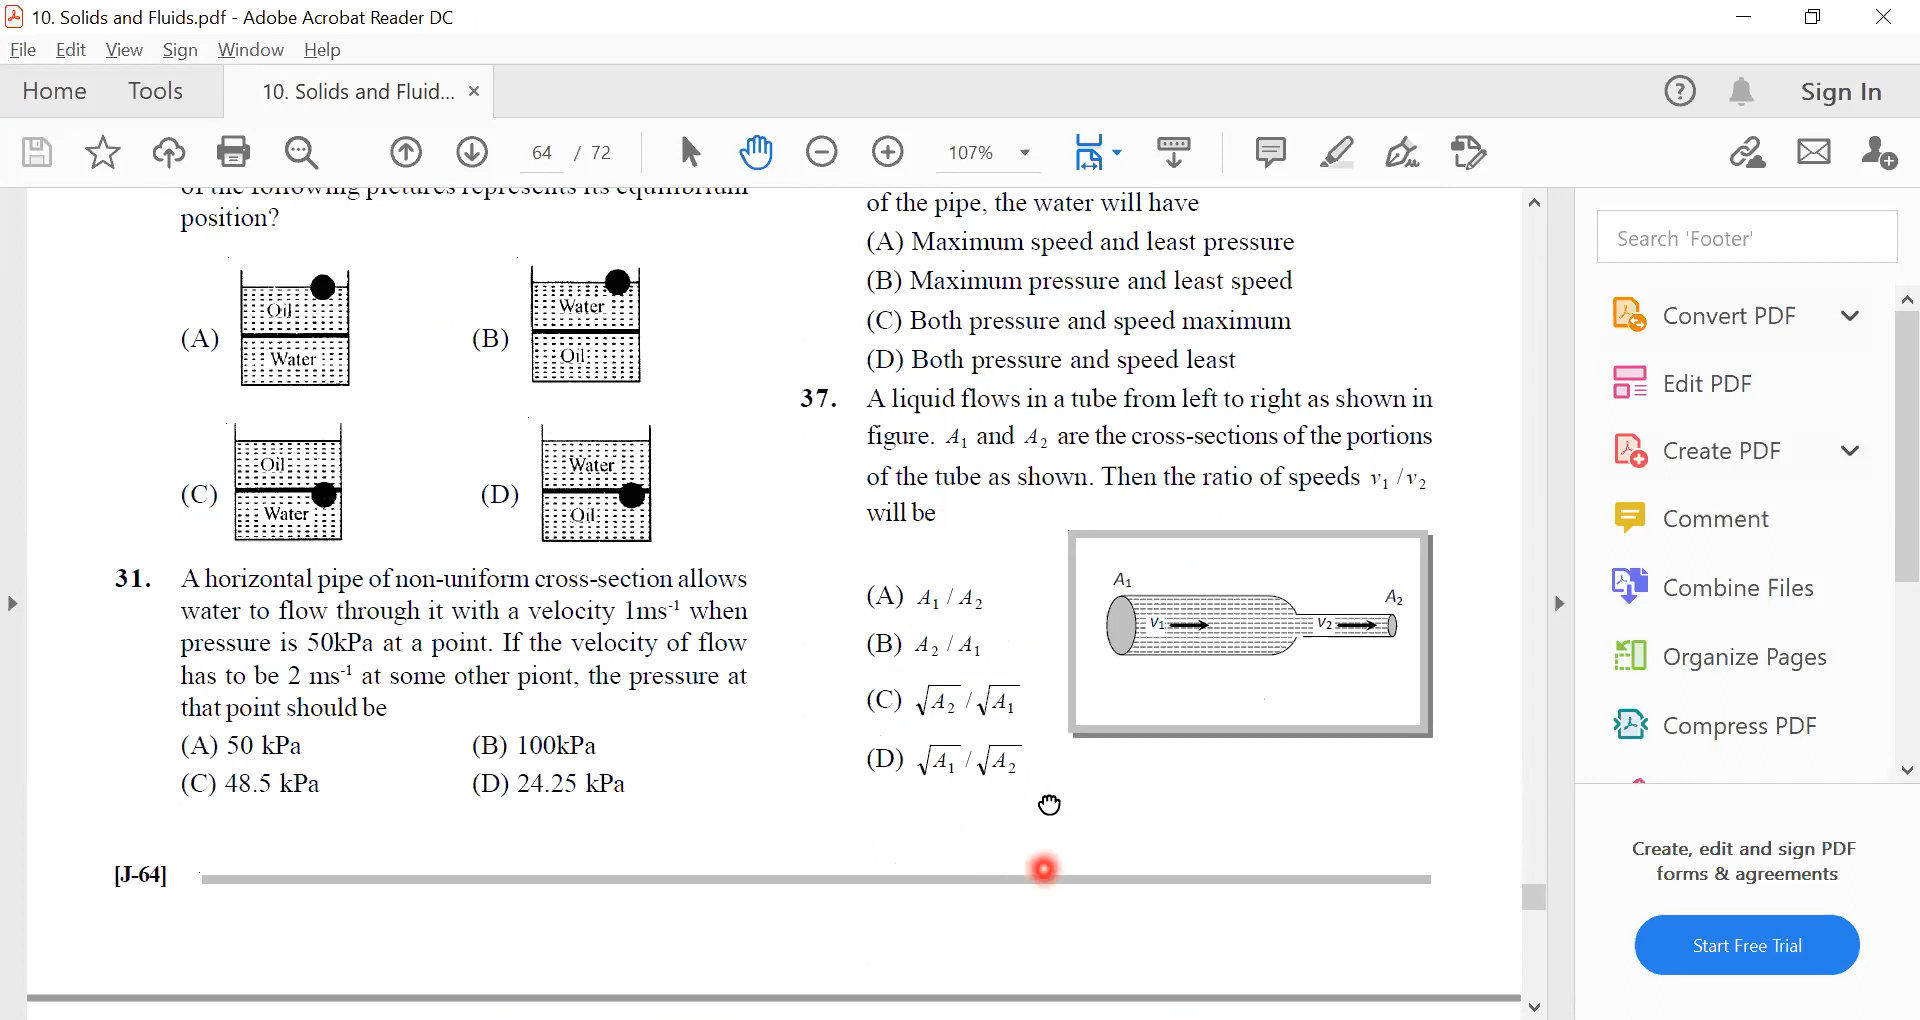 10. Solids and Fluids.pdf - Adobe Acrobat Reader DC
File Edit View Sign Window Help
Home Tools 10. Solids and Fluid... ×
Sign In
64 / 72 107%
of the following pictures represents its equilibrium
position?
(A) Oil Water
(B) Water Oil
(C) Oil Water
(D) Water Oil
31. A horizontal pipe of non-uniform cross-section allows
water to flow through it with a velocity 1ms⁻¹ when
pressure is 50kPa at a point. If the velocity of flow
has to be 2 ms⁻¹ at some other piont, the pressure at
that point should be
(A) 50 kPa (B) 100kPa
(C) 48.5 kPa (D) 24.25 kPa
[J-64]
of the pipe, the water will have
(A) Maximum speed and least pressure
(B) Maximum pressure and least speed
(C) Both pressure and speed maximum
(D) Both pressure and speed least
37. A liquid flows in a tube from left to right as shown in
figure. A₁ and A₂ are the cross-sections of the portions
of the tube as shown. Then the ratio of speeds v₁ / v₂
will be
(A) A₁ / A₂
(B) A₂ / A₁
(C) √A₂ / √A₁
(D) √A₁ / √A₂
A₁
A₂
v₁
v₂
Search 'Footer'
Convert PDF
Edit PDF
Create PDF
Comment
Combine Files
Organize Pages
Compress PDF
Create, edit and sign PDF
forms & agreements
Start Free Trial